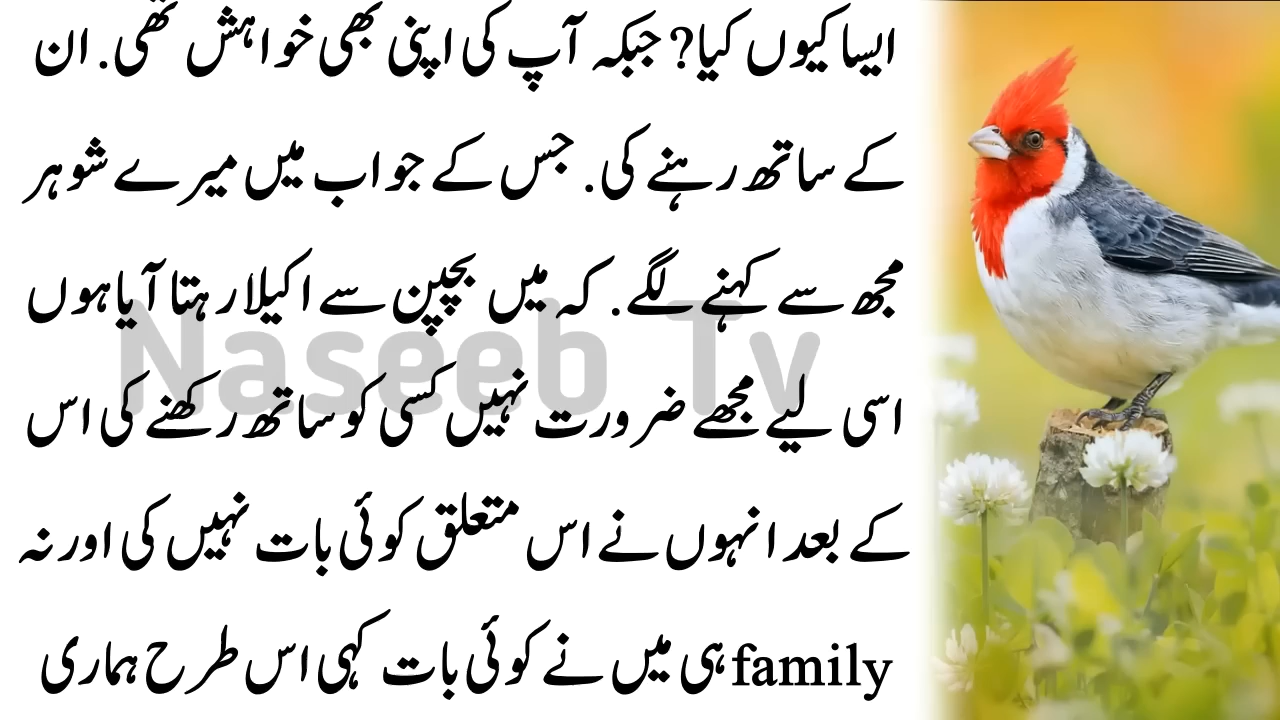 ایسا کیوں کیا? جبکہ آپ کی اپنی بھی خواہش تھی. ان
کے ساتھ رہنے کی. جس کے جواب میں میرے شوہر
مجھ سے کہنے لگے. کہ میں بچپن سے اکیلا رہتا آیا ہوں
Naseeb Tv
اسی لیے مجھے ضرورت نہیں کسی کو ساتھ رکھنے کی اس
کے بعد انہوں نے اس متعلق کوئی بات نہیں کی اور نہ
family ہی میں نے کوئی بات کہی اس طرح ہماری